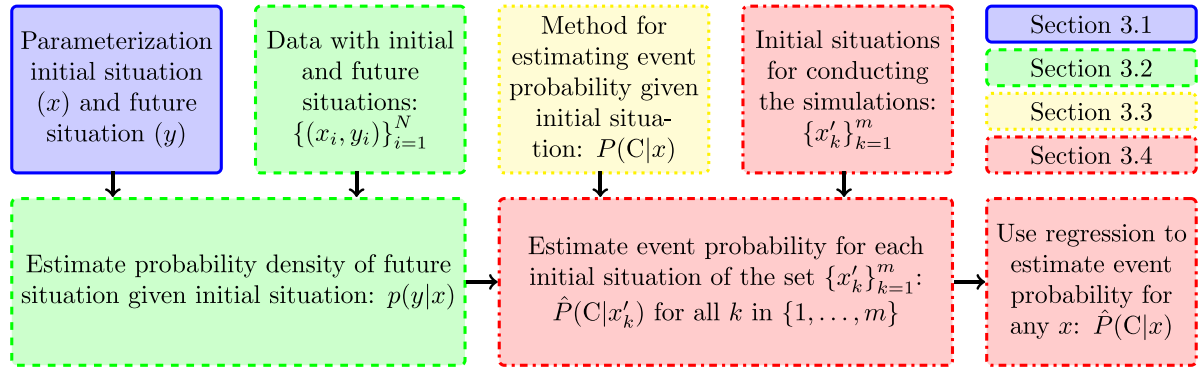 Parameterization
initial situation
(x) and future
situation (y)
Data with initial
and future
situations:
{(x_i, y_i)}_{i=1}^N
Method for
estimating event
probability given
initial situa-
tion: P(C|x)
Initial situations
for conducting
the simulations:
{x'_k}_{k=1}^m
Section 3.1
Section 3.2
Section 3.3
Section 3.4
Estimate probability density of future
situation given initial situation: p(y|x)
Estimate event probability for each
initial situation of the set {x'_k}_{k=1}^m:
P̂(C|x'_k) for all k in {1, . . . , m}
Use regression to
estimate event
probability for
any x: P̂(C|x)